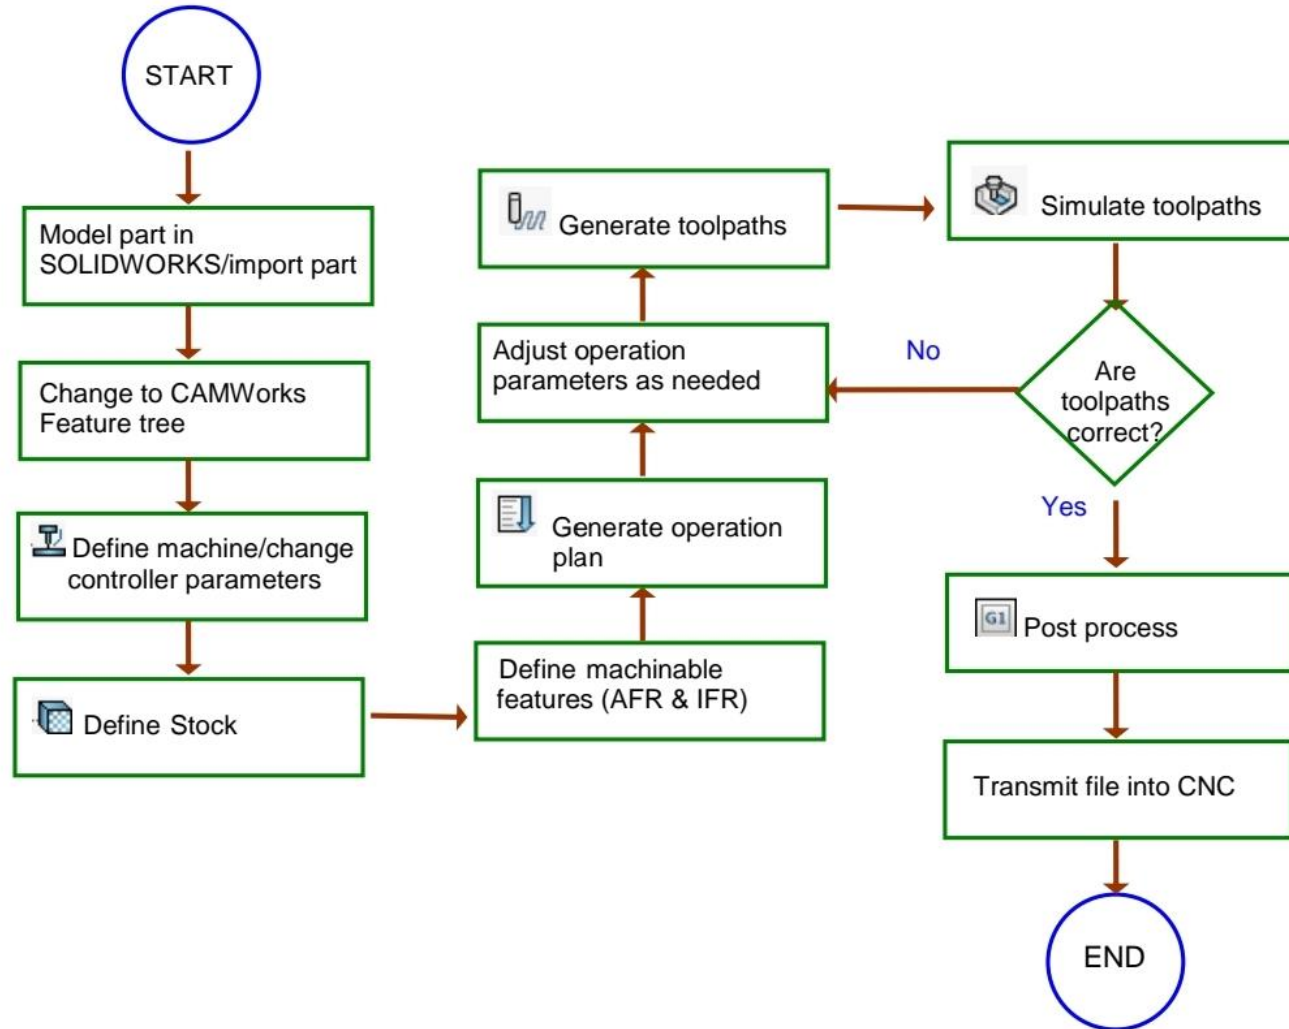 START
Model part in
SOLIDWORKS/import part
Change to CAMWorks
Feature tree
Define machine/change
controller parameters
Define Stock
Define machinable
features (AFR & IFR)
Generate operation
plan
Adjust operation
parameters as needed
Generate toolpaths
Simulate toolpaths
Are
toolpaths
correct?
No
Yes
G1
Post process
Transmit file into CNC
END